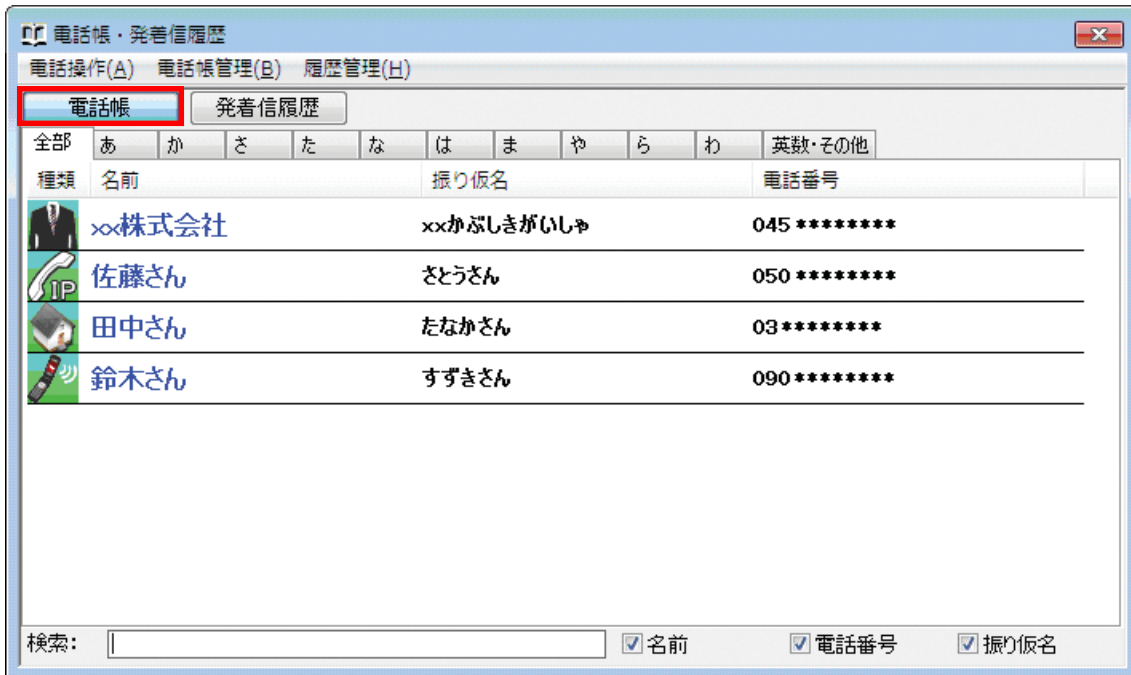 電話帳・発着信履歴
電話操作(A) 電話帳管理(B) 履歴管理(H)
電話帳 発着信履歴
全部 あ か さ た な は ま や ら わ 英数・その他
種類 名前 振り仮名 電話番号
xx株式会社 xxかぶしきがいしゃ 045********
IP 佐藤さん さとうさん 050********
田中さん たなかさん 03********
鈴木さん すずきさん 090********
検索: 名前 電話番号 振り仮名